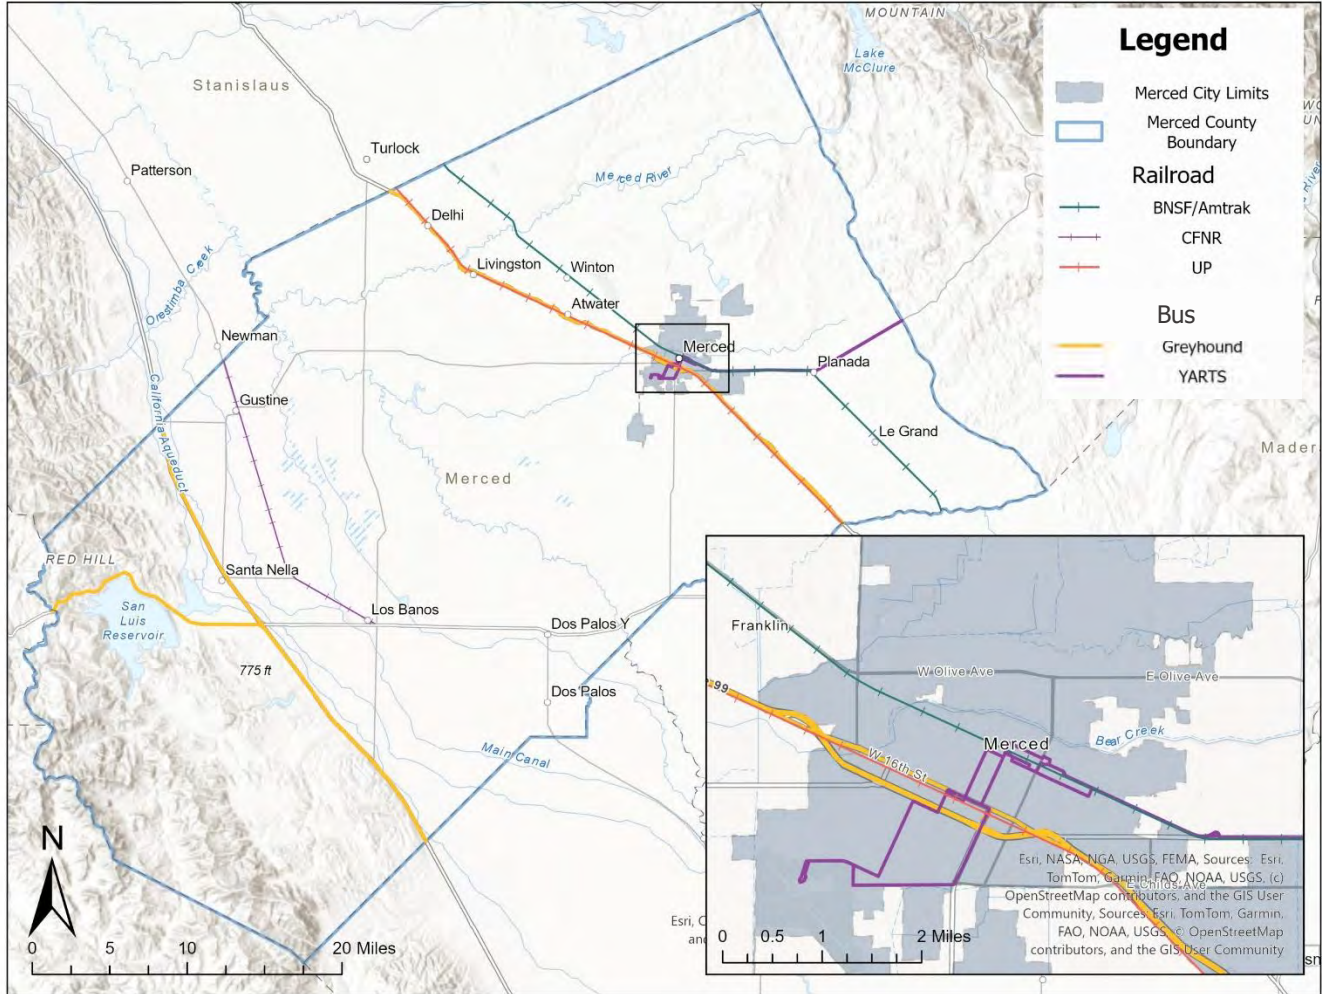 MOUNTAIN
Lake
McClure
Stanislaus
Turlock
Patterson
Merced River
Delhi
Orestimba Creek
Livingston
Winton
Atwater
Newman
Merced
Planada
California Aqueduct
Gustine
Le Grand
Mader
Merced
RED HILL
Santa Nella
San
Luis
Reservoir
Los Banos
Dos Palos Y
775 ft
Dos Palos
Main Canal
N
0 5 10 20 Miles
Esri, C
and
Legend
Merced City Limits
Merced County
Boundary
Railroad
BNSF/Amtrak
CFNR
UP
Bus
Greyhound
YARTS
River
Franklin
W Olive Ave
E Olive Ave
99
Bear Creek
Merced
W 16th St
E Childs Ave
0 0.5 1 2 Miles
Esri, NASA, NGA, USGS, FEMA, Sources: Esri,
TomTom, Garmin, FAO, NOAA, USGS, (c)
OpenStreetMap contributors, and the GIS User
Community, Sources: Esri, TomTom, Garmin,
FAO, NOAA, USGS, © OpenStreetMap
contributors, and the GIS User Community